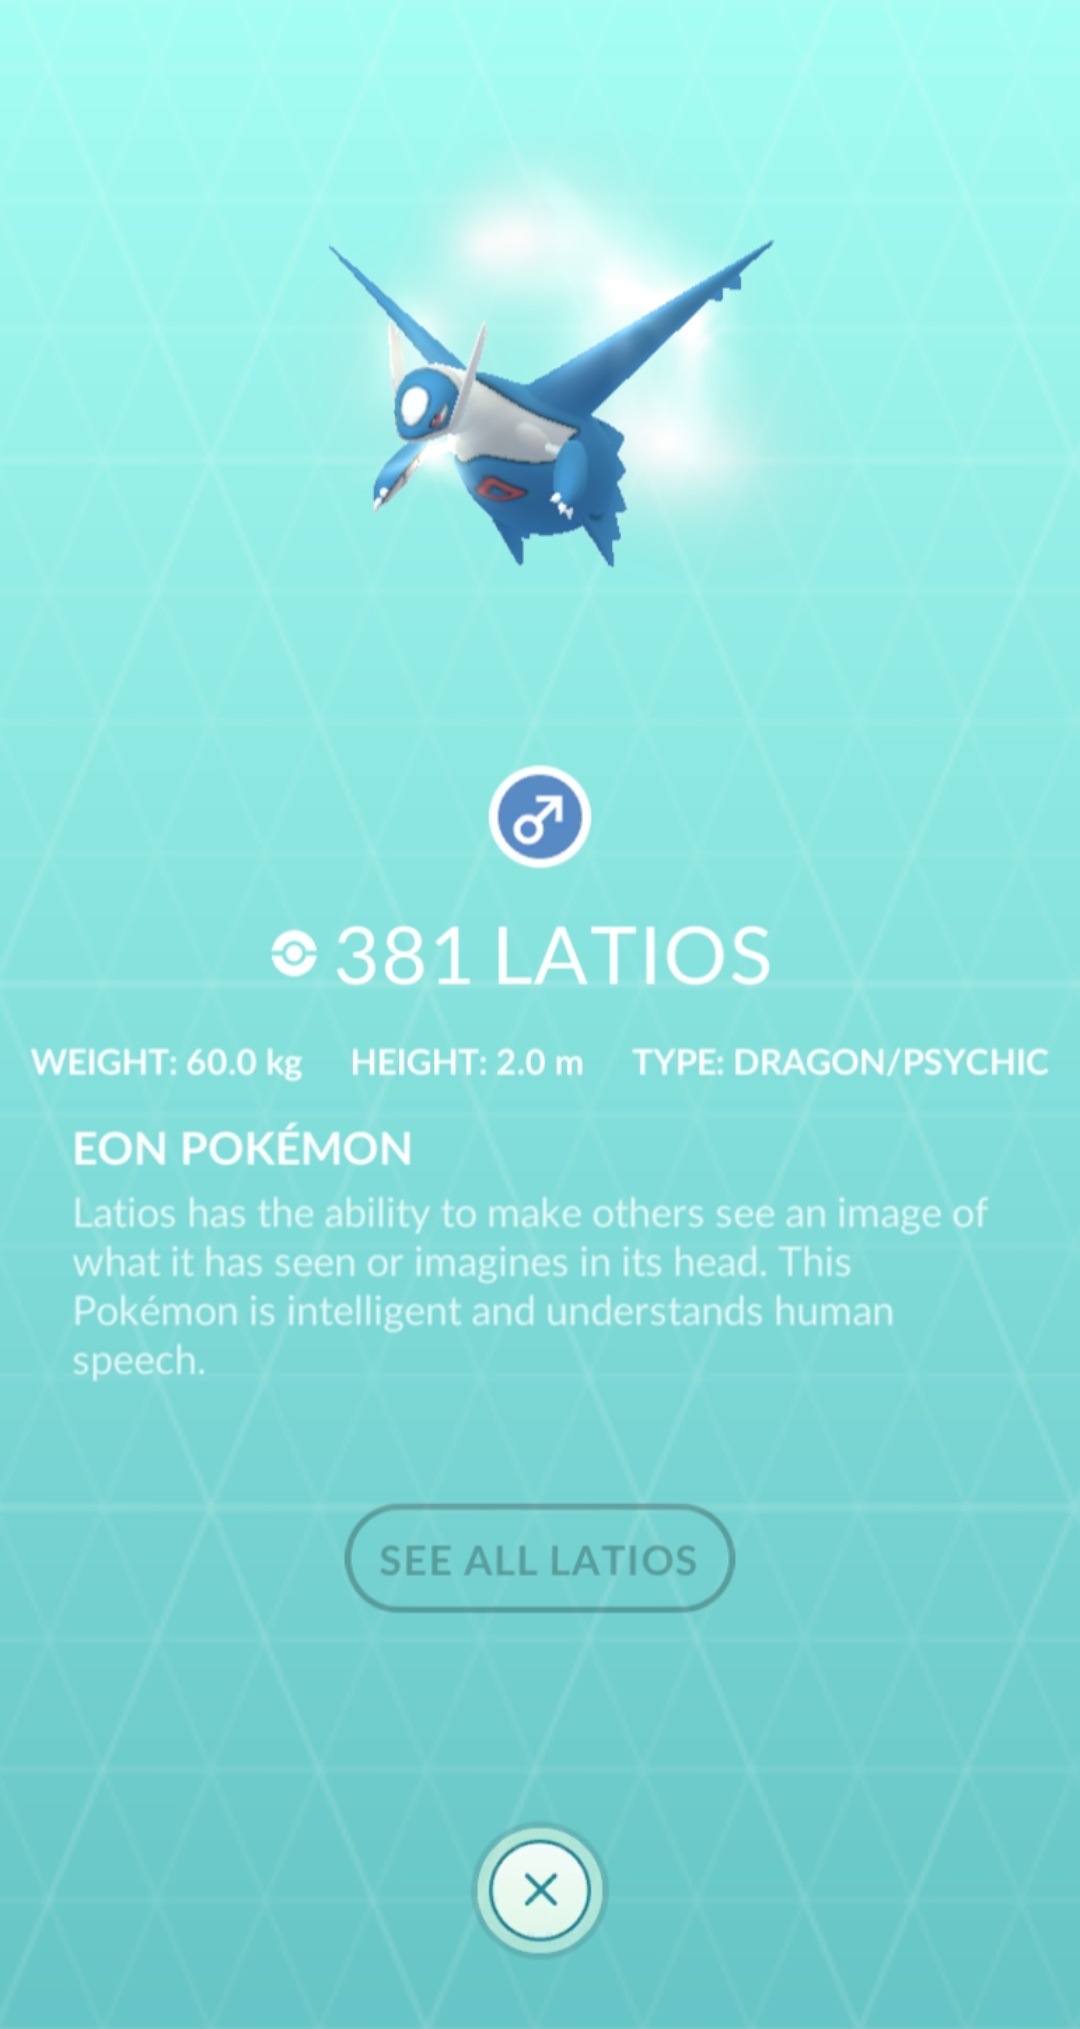 381 LATIOS
WEIGHT: 60.0 kg HEIGHT: 2.0 m TYPE: DRAGON/PSYCHIC
EON POKÉMON
Latios has the ability to make others see an image of
what it has seen or imagines in its head. This
Pokémon is intelligent and understands human
speech.
SEE ALL LATIOS